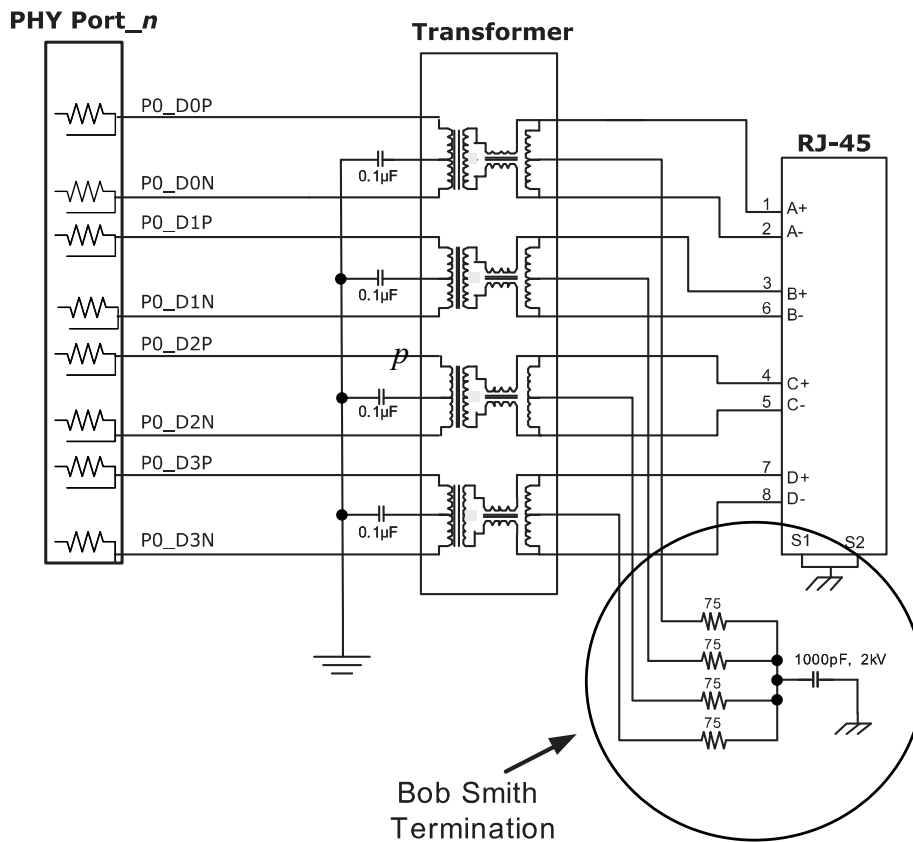 PHY Port_n
Transformer
RJ-45
P0_D0P
0.1µF
P0_D0N
P0_D1P
0.1µF
P0_D1N
P0_D2P
p
0.1µF
P0_D2N
P0_D3P
0.1µF
P0_D3N
1 A+
2 A-
3 B+
6 B-
4 C+
5 C-
7 D+
8 D-
S1 S2
75
75
75
75
1000pF, 2kV
Bob Smith
Termination